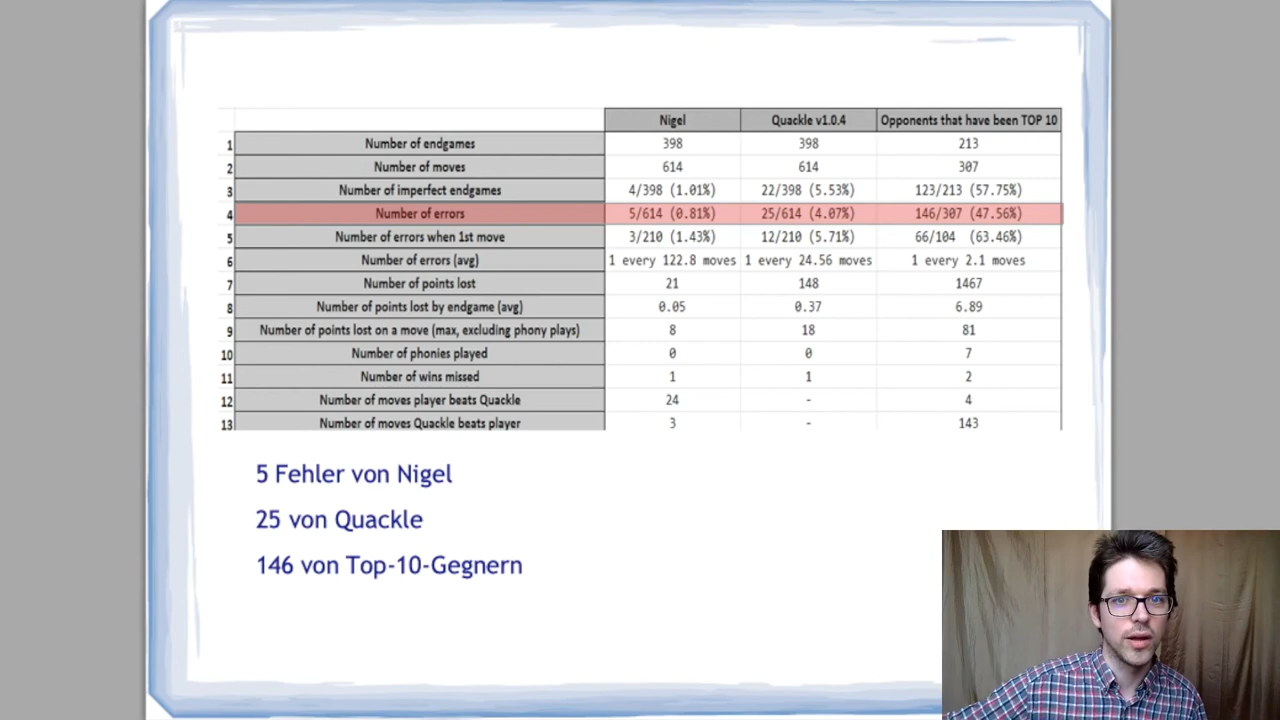 Nigel Quackle v1.0.4 Opponents that have been TOP 10
1 Number of endgames 398 398 213
2 Number of moves 614 614 307
3 Number of imperfect endgames 4/398 (1.01%) 22/398 (5.53%) 123/213 (57.75%)
4 Number of errors 5/614 (0.81%) 25/614 (4.07%) 146/307 (47.56%)
5 Number of errors when 1st move 3/210 (1.43%) 12/210 (5.71%) 66/104 (63.46%)
6 Number of errors (avg) 1 every 122.8 moves 1 every 24.56 moves 1 every 2.1 moves
7 Number of points lost 21 148 1467
8 Number of points lost by endgame (avg) 0.05 0.37 6.89
9 Number of points lost on a move (max, excluding phony plays) 8 18 81
10 Number of phonies played 0 0 7
11 Number of wins missed 1 1 2
12 Number of moves player beats Quackle 24 - 4
13 Number of moves Quackle beats player 3 - 143
5 Fehler von Nigel
25 von Quackle
146 von Top-10-Gegnern